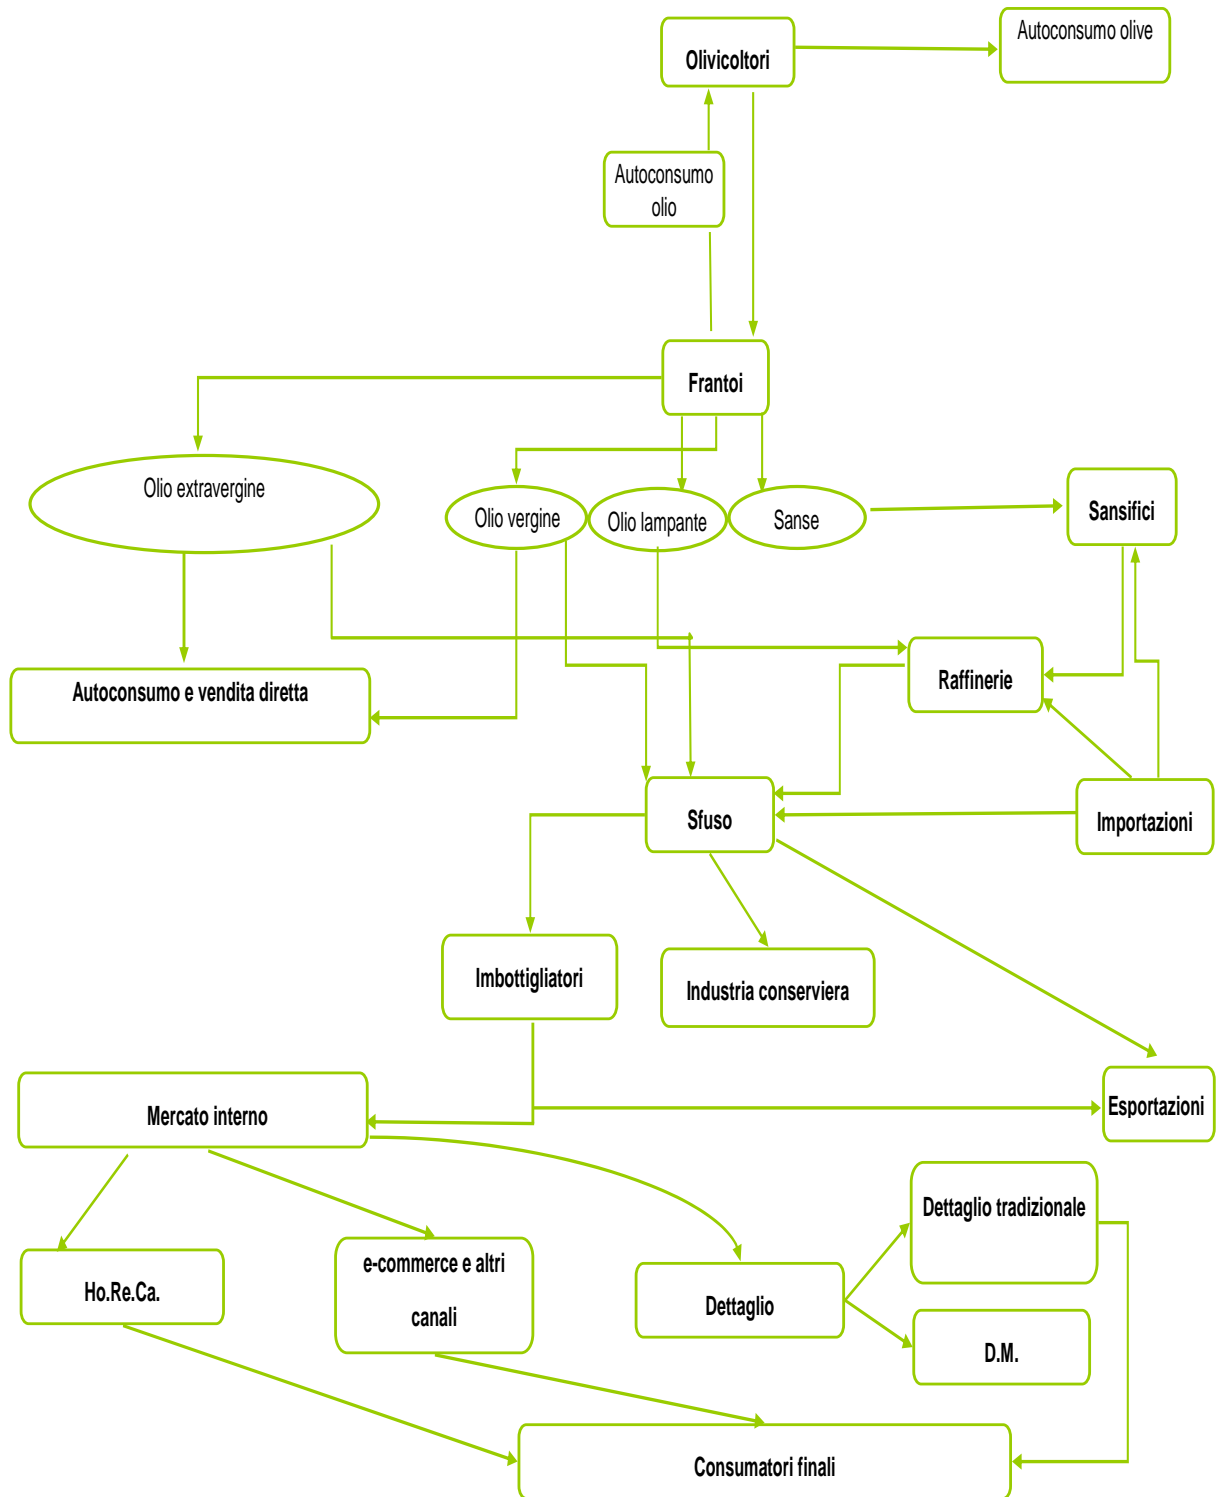 Autoconsumo olive
Olivicoltori
Autoconsumo
olio
Frantoi
Olio extravergine
Olio vergine
Olio lampante
Sanse
Sansifici
Raffinerie
Autoconsumo e vendita diretta
Sfuso
Importazioni
Imbottigliatori
Industria conserviera
Esportazioni
Mercato interno
Dettaglio tradizionale
e-commerce e altri
canali
Ho.Re.Ca.
Dettaglio
D.M.
Consumatori finali